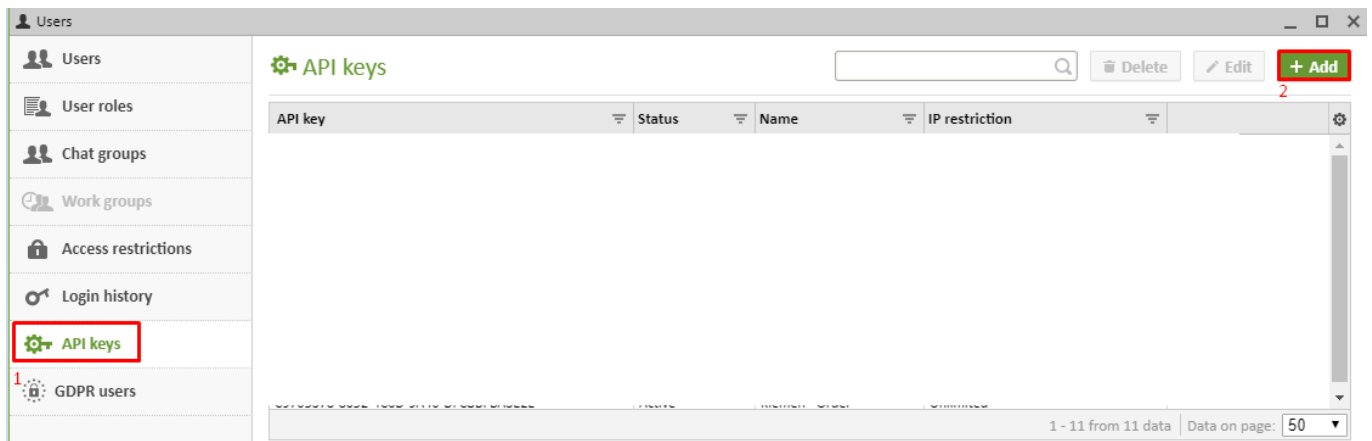 Users
Users
User roles
Chat groups
Work groups
Access restrictions
Login history
API keys
1
GDPR users
API keys
Delete
Edit
+ Add
2
API key Status Name IP restriction
Active Unlimited
1 - 11 from 11 data Data on page: 50